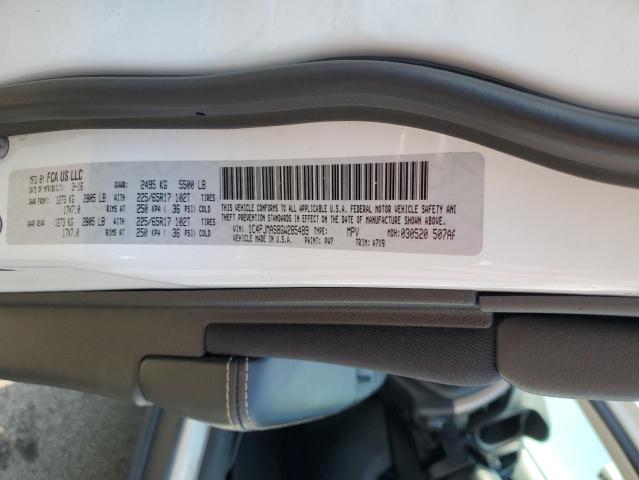 MFD BY FCA US LLC
DATE OF MFR(BUILT): 3-16 GVWR: 2495 KG 5500 LB
GAWR FRONT: 1273 KG 2805 LB WITH 225/65R17 102T TIRES
17X7.0 RIMS AT 250 KPA ( 36 PSI) COLD
GAWR REAR: 1273 KG 2805 LB WITH 225/65R17 102T TIRES
17X7.0 RIMS AT 250 KPA ( 36 PSI) COLD
THIS VEHICLE CONFORMS TO ALL APPLICABLE U.S.A. FEDERAL MOTOR VEHICLE SAFETY AND
THEFT PREVENTION STANDARDS IN EFFECT ON THE DATE OF MANUFACTURE SHOWN ABOVE.
VIN: 1C4PJMAS8GW285489 MPV MDH: 030520 507AF
VEHICLE MADE IN U.S.A. PAINT: PW7 TRIM: A7X9